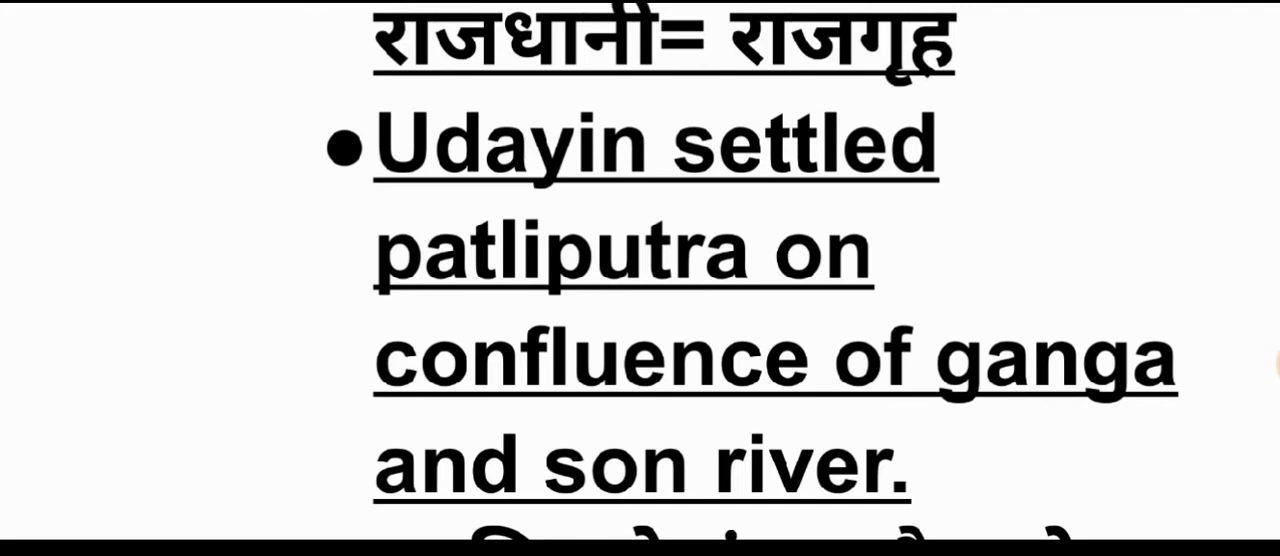 राजधानी= राजगृह
●Udayin settled
patliputra on
confluence of ganga
and son river.